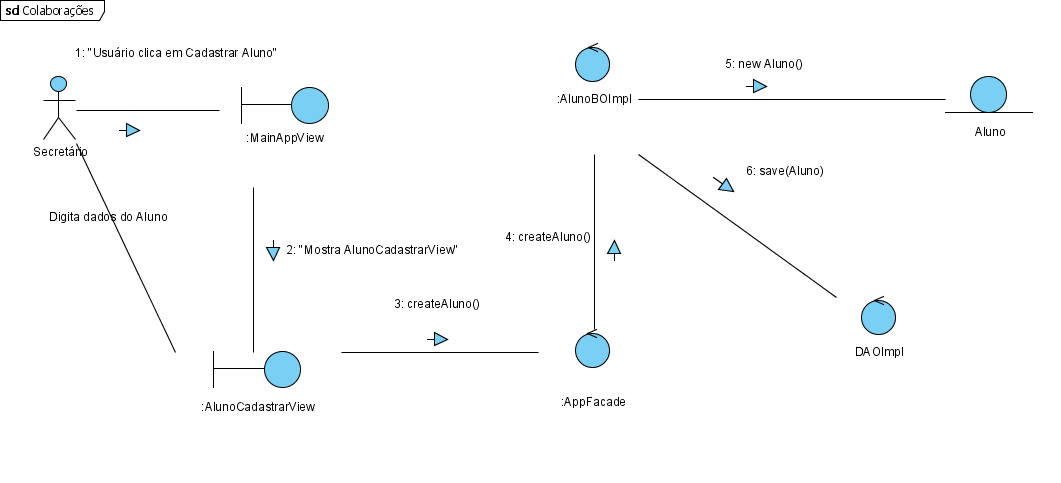 sd Colaborações
1: "Usuário clica em Cadastrar Aluno"
:MainAppView
Secretário
Digita dados do Aluno
2: "Mostra AlunoCadastrarView"
:AlunoCadastrarView
3: createAluno()
:AppFacade
4: createAluno()
:AlunoBOImpl
5: new Aluno()
Aluno
6: save(Aluno)
DAOImpl